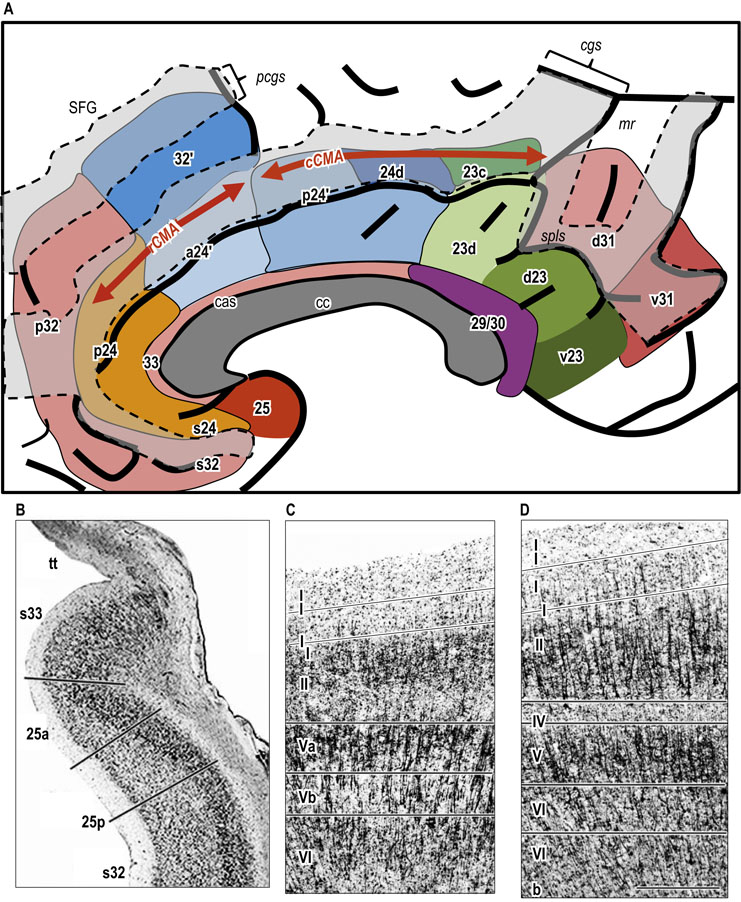 A
cgs
pcgs
SFG
mr
32'
cCMA
24d
23c
rCMA
p24'
a24'
23d
spls
d31
d23
cas
cc
v31
p32
p24
33
29/30
v23
25
s24
s32
B
C
D
tt
s33
25a
25p
s32
I
I
I
I
II
Va
Vb
VI
I
I
I
I
II
IV
V
VI
VI
b